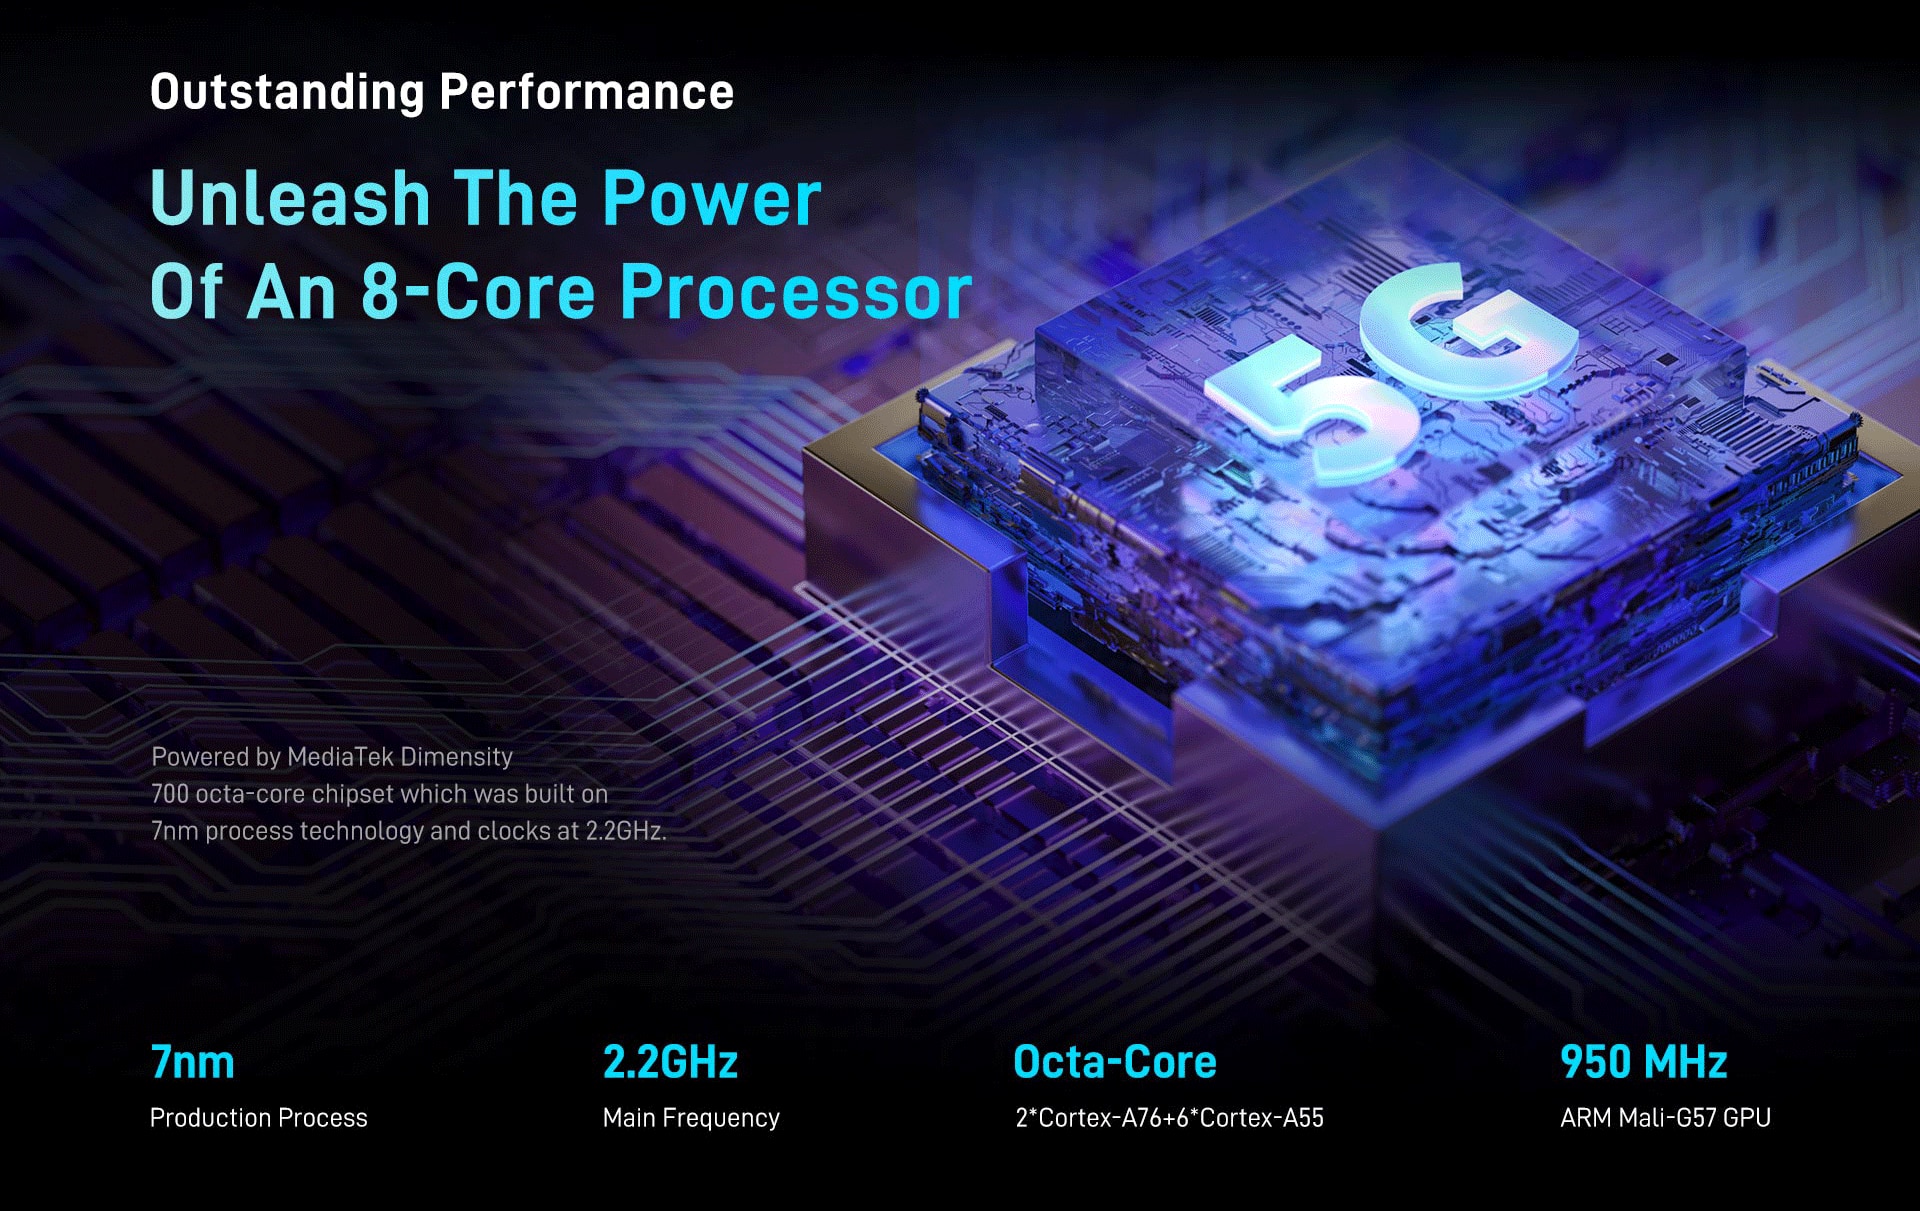 Outstanding Performance
Unleash The Power
Of An 8-Core Processor
5G
Powered by MediaTek Dimensity
700 octa-core chipset which was built on
7nm process technology and clocks at 2.2GHz.
7nm
Production Process
2.2GHz
Main Frequency
Octa-Core
2*Cortex-A76+6*Cortex-A55
950 MHz
ARM Mali-G57 GPU